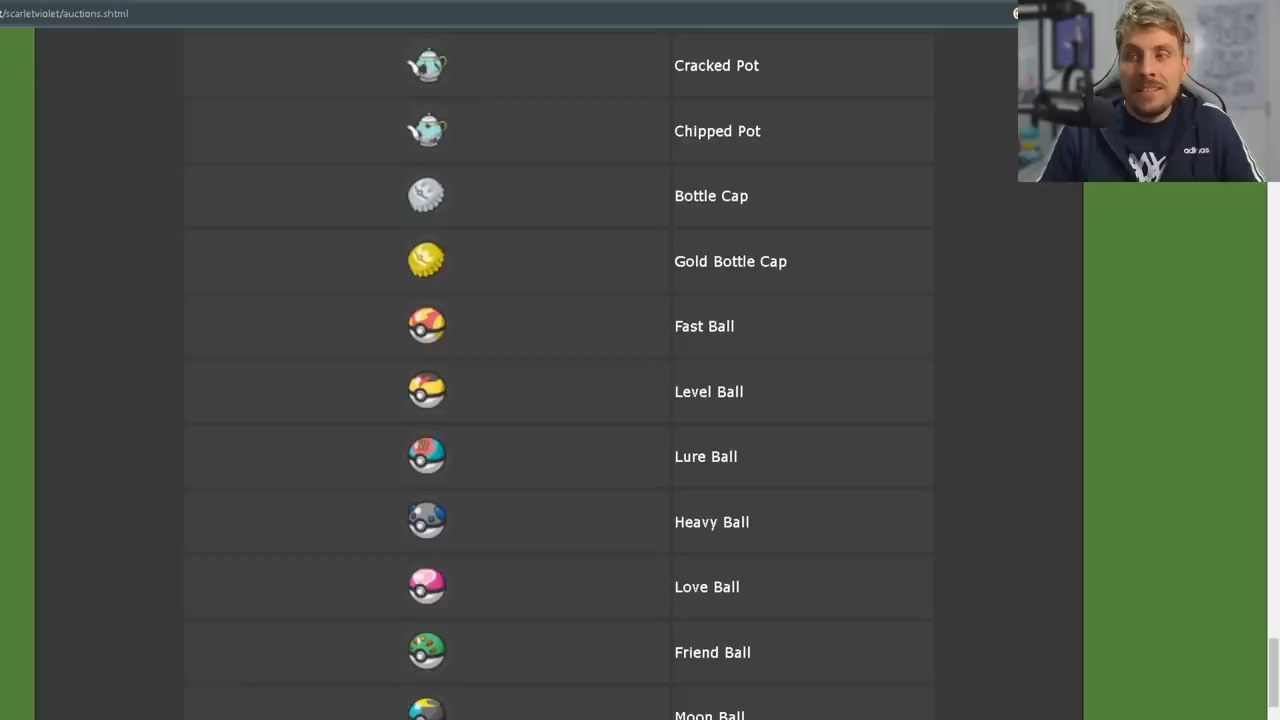 t/scarletviolet/auctions.shtml
Cracked Pot
Chipped Pot
Bottle Cap
adidas
Gold Bottle Cap
Fast Ball
Level Ball
Lure Ball
Heavy Ball
Love Ball
Friend Ball
Moon Ball